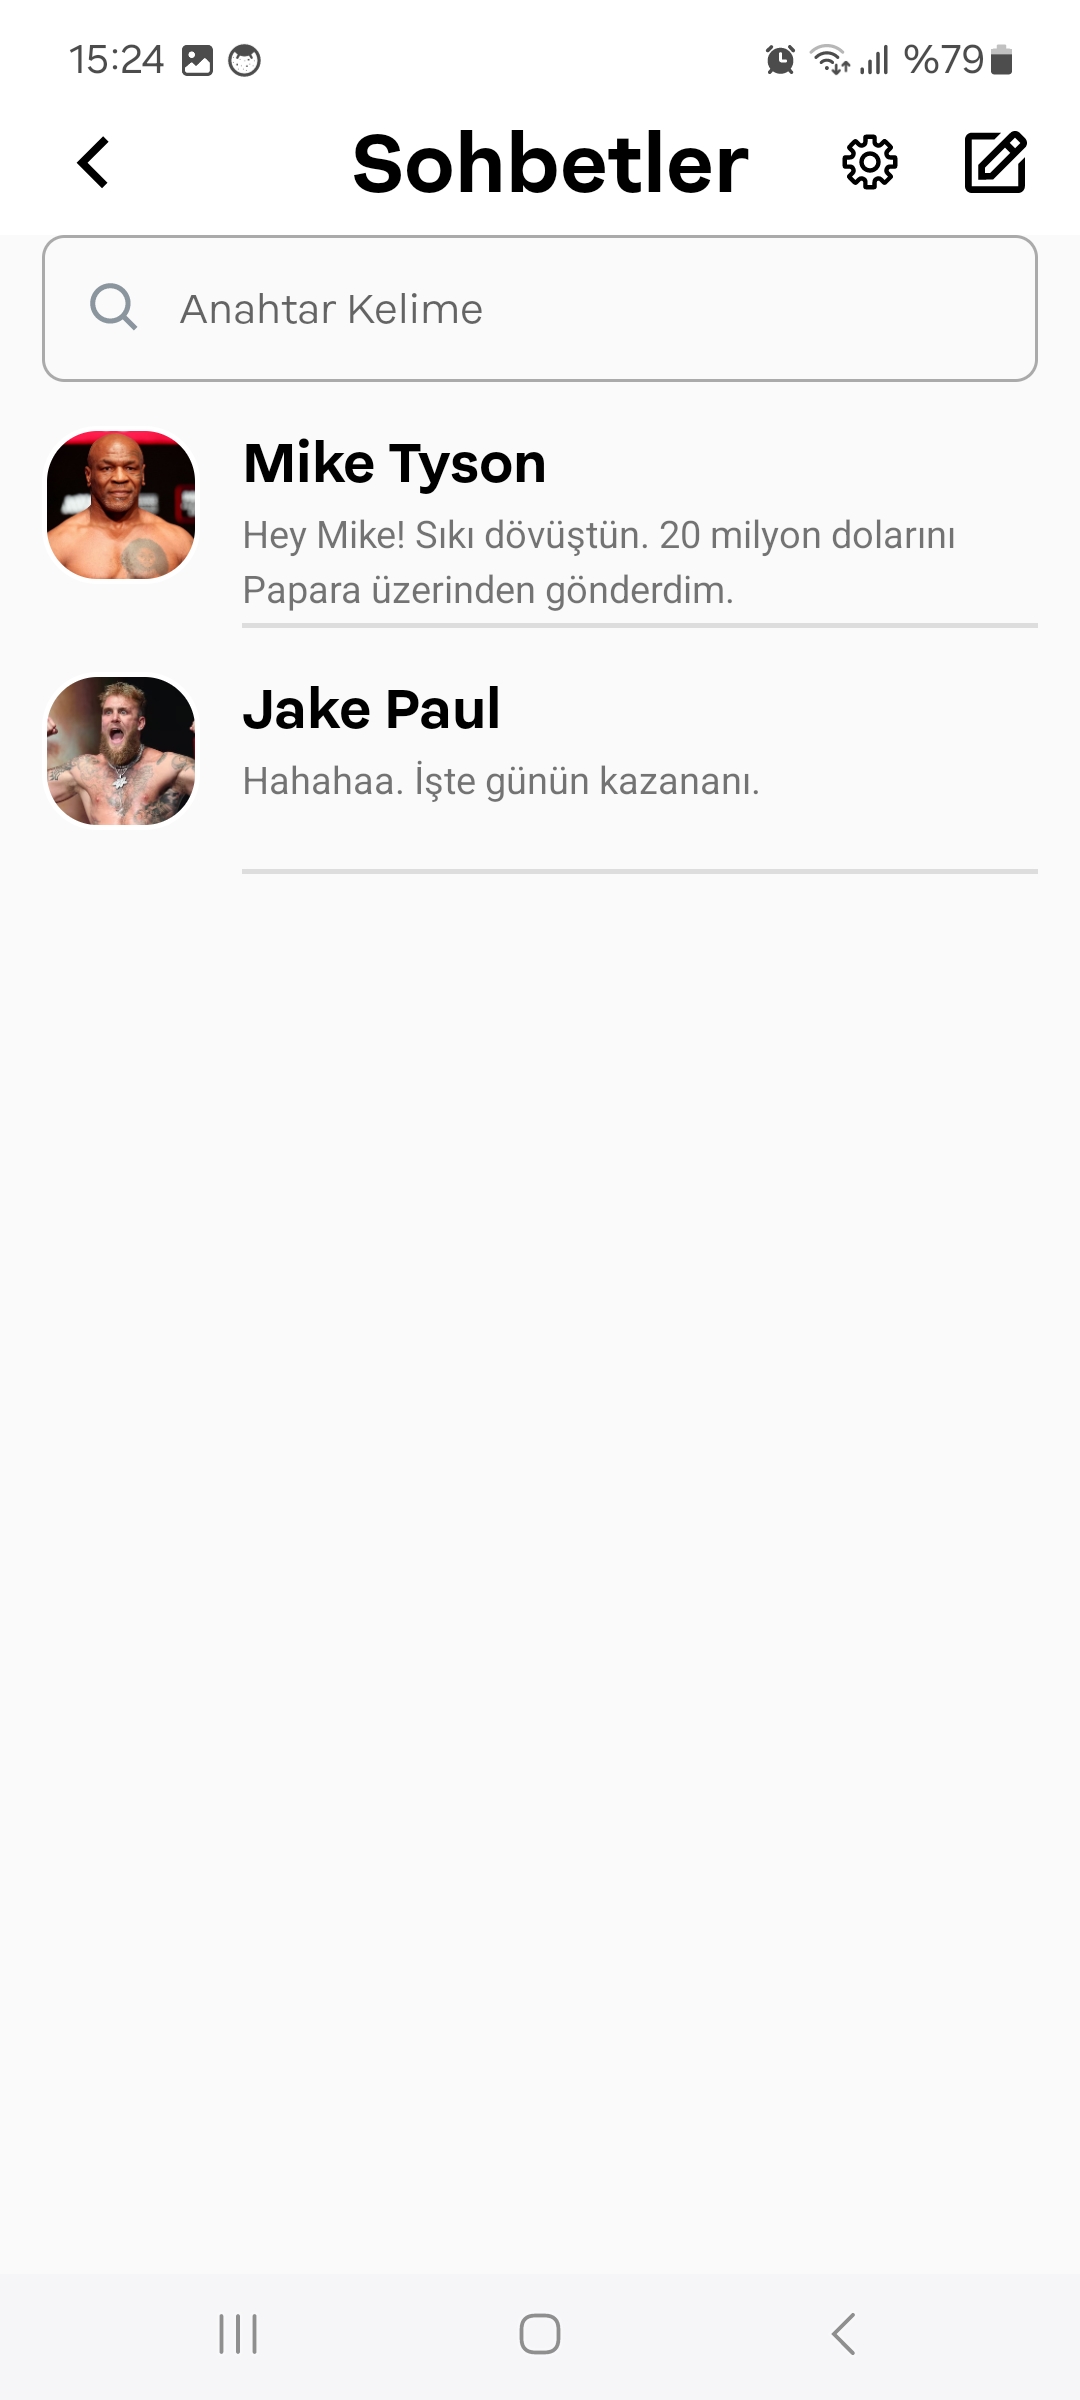 15:24
%79
Sohbetler
Anahtar Kelime
Mike Tyson
Hey Mike! Sıkı dövüştün. 20 milyon dolarını
Papara üzerinden gönderdim.
Jake Paul
Hahahaa. İşte günün kazananı.